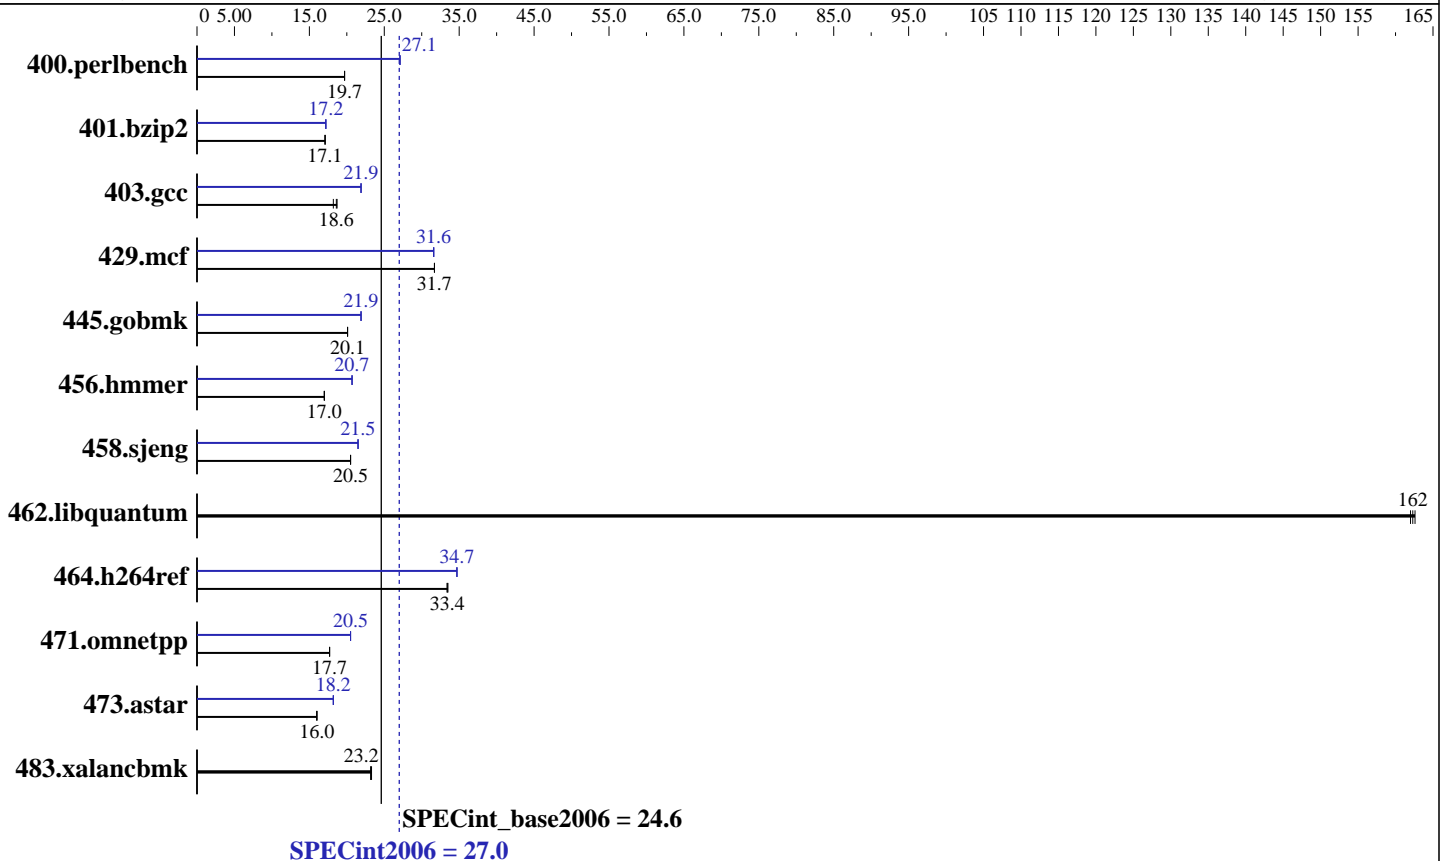 0 5.00 15.0 25.0 35.0 45.0 55.0 65.0 75.0 85.0 95.0 105 110 115 120 125 130 135 140 145 150 155 165
27.1
400.perlbench
19.7
17.2
401.bzip2
17.1
21.9
403.gcc
18.6
31.6
429.mcf
31.7
21.9
445.gobmk
20.1
20.7
456.hmmer
17.0
21.5
458.sjeng
20.5
162
462.libquantum
34.7
464.h264ref
33.4
20.5
471.omnetpp
17.7
18.2
473.astar
16.0
23.2
483.xalancbmk
SPECint_base2006 = 24.6
SPECint2006 = 27.0